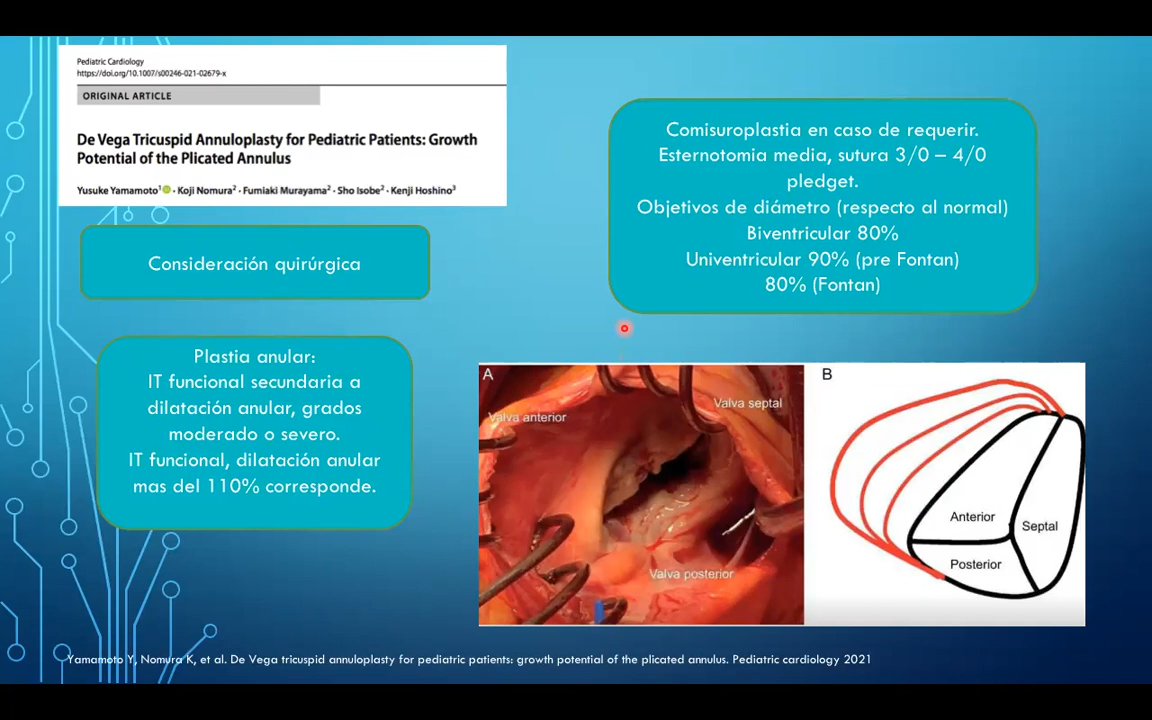 Pediatric Cardiology
https://doi.org/10.1007/s00246-021-02679-x
ORIGINAL ARTICLE
De Vega Tricuspid Annuloplasty for Pediatric Patients: Growth
Potential of the Plicated Annulus
Yusuke Yamamoto¹ · Koji Nomura² · Fumiaki Murayama² · Sho Isobe² · Kenji Hoshino³
Consideración quirúrgica
Plastia anular:
IT funcional secundaria a
dilatación anular, grados
moderado o severo.
IT funcional, dilatación anular
mas del 110% corresponde.
Comisuroplastia en caso de requerir.
Esternotomia media, sutura 3/0 – 4/0
pledget.
Objetivos de diámetro (respecto al normal)
Biventricular 80%
Univentricular 90% (pre Fontan)
80% (Fontan)
A
Valva anterior
Valva septal
Valva posterior
B
Anterior
Septal
Posterior
Yamamoto Y, Nomura K, et al. De Vega tricuspid annuloplasty for pediatric patients: growth potential of the plicated annulus. Pediatric cardiology 2021